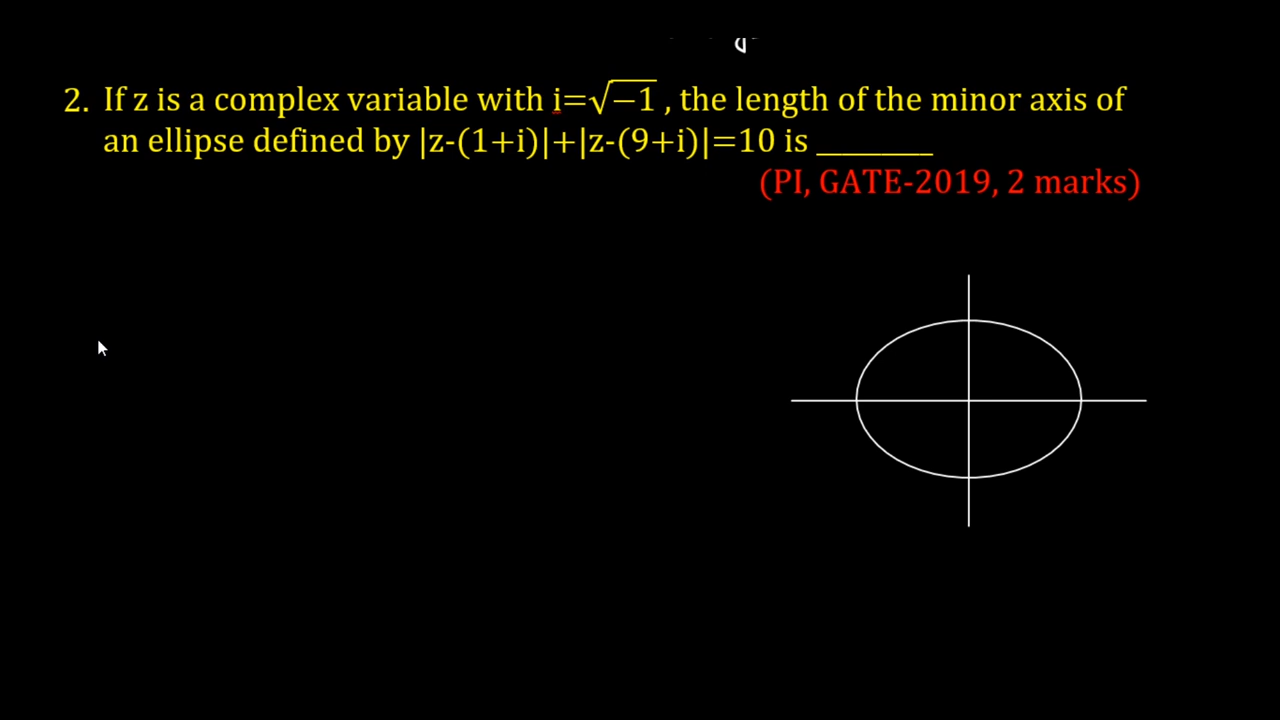 2. If z is a complex variable with i=√−1 , the length of the minor axis of
an ellipse defined by |z-(1+i)|+|z-(9+i)|=10 is ________
(PI, GATE-2019, 2 marks)